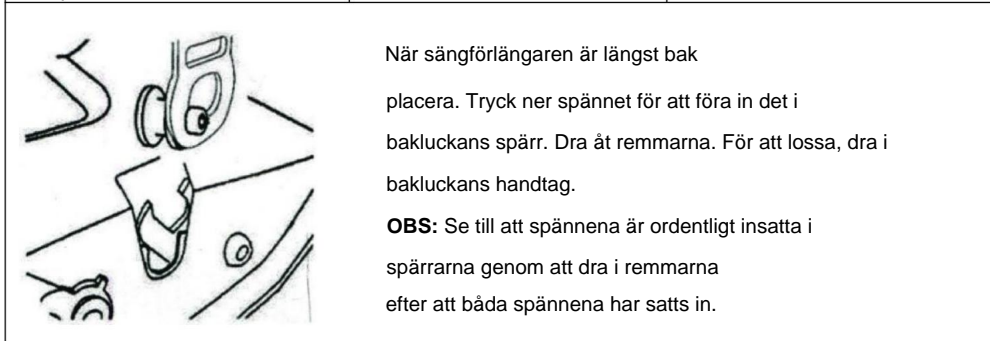 När sängförlängaren är längst bak
placera. Tryck ner spännet för att föra in det i
bakluckans spärr. Dra åt remmarna. För att lossa, dra i
bakluckans handtag.
OBS: Se till att spännena är ordentligt insatta i
spärrarna genom att dra i remmarna
efter att båda spännena har satts in.